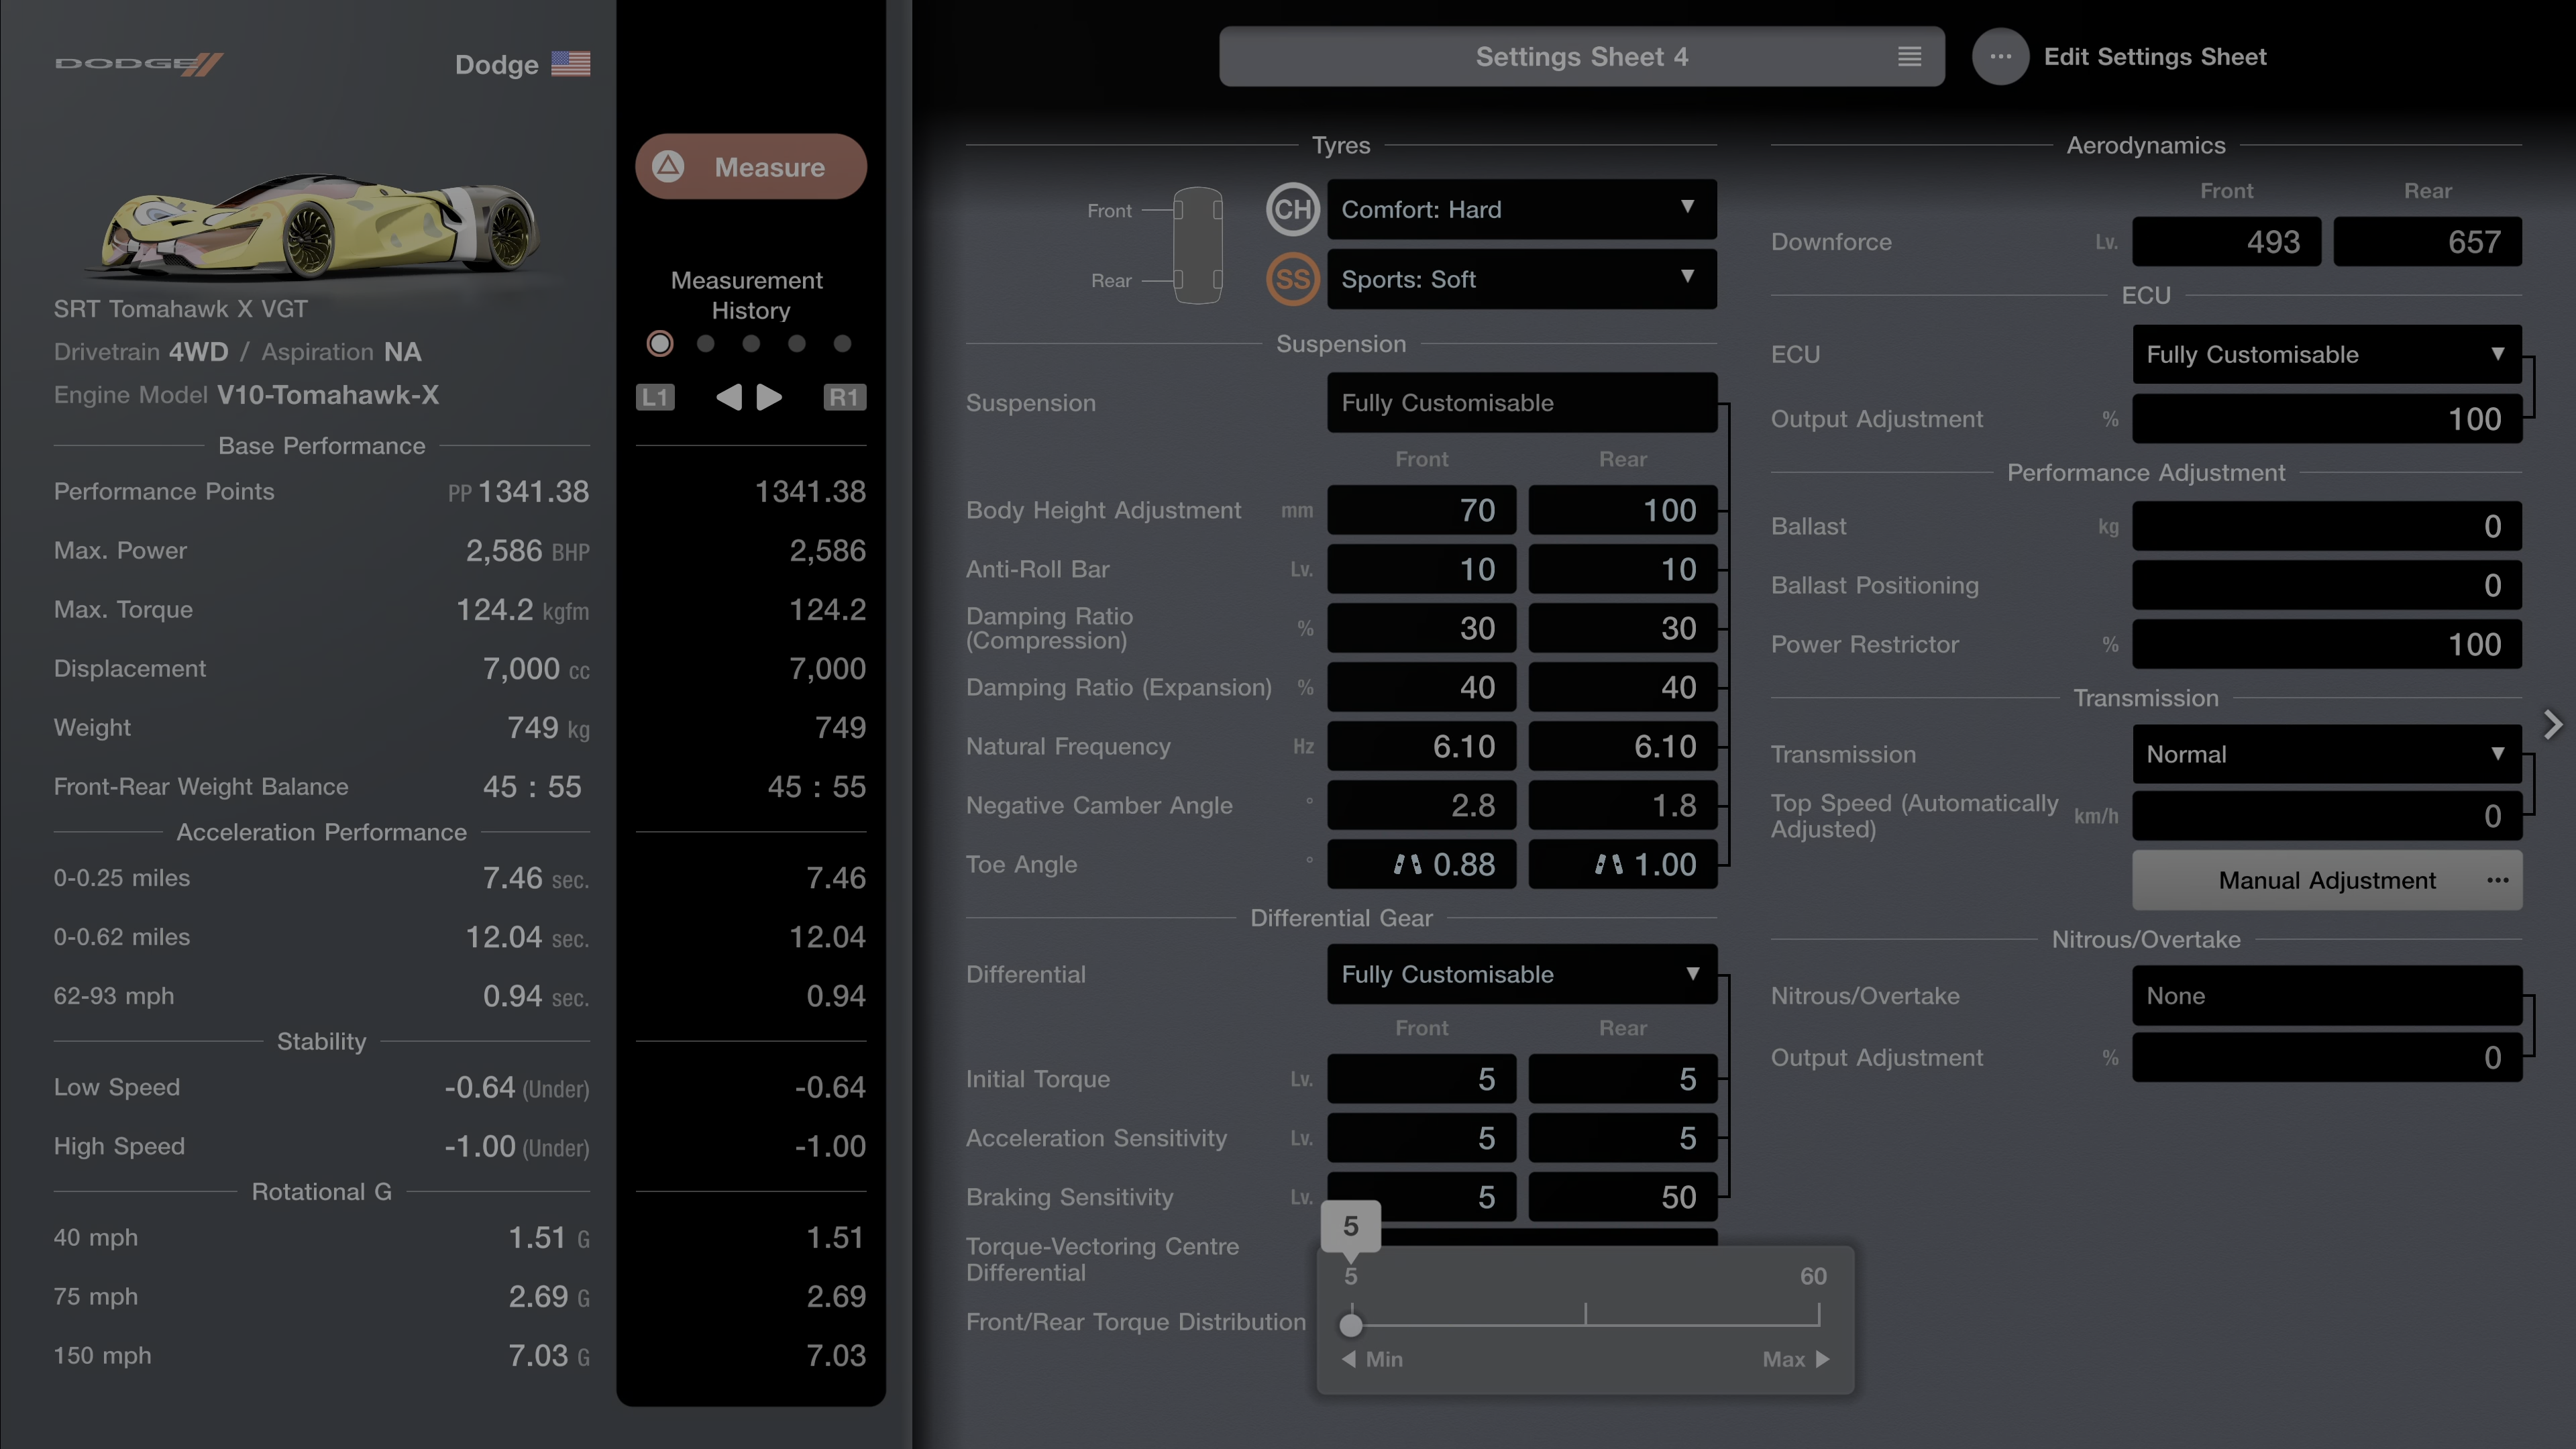 DODGE
Dodge
SRT Tomahawk X VGT
Drivetrain 4WD / Aspiration NA
Engine Model V10-Tomahawk-X
Base Performance
Performance Points PP 1341.38
Max. Power 2,586 BHP
Max. Torque 124.2 kgfm
Displacement 7,000 cc
Weight 749 kg
Front-Rear Weight Balance 45 : 55
Acceleration Performance
0-0.25 miles 7.46 sec.
0-0.62 miles 12.04 sec.
62-93 mph 0.94 sec.
Stability
Low Speed -0.64 (Under)
High Speed -1.00 (Under)
Rotational G
40 mph 1.51 G
75 mph 2.69 G
150 mph 7.03 G
Measure
Measurement
History
L1 R1
1341.38
2,586
124.2
7,000
749
45 : 55
7.46
12.04
0.94
-0.64
-1.00
1.51
2.69
7.03
Settings Sheet 4
Edit Settings Sheet
Tyres
Front CH Comfort: Hard
Rear SS Sports: Soft
Suspension
Suspension Fully Customisable
Front Rear
Body Height Adjustment mm 70 100
Anti-Roll Bar Lv. 10 10
Damping Ratio
(Compression) % 30 30
Damping Ratio (Expansion) % 40 40
Natural Frequency Hz 6.10 6.10
Negative Camber Angle ° 2.8 1.8
Toe Angle ° 0.88 1.00
Differential Gear
Differential Fully Customisable
Front Rear
Initial Torque Lv. 5 5
Acceleration Sensitivity Lv. 5 5
Braking Sensitivity Lv. 5 50
Torque-Vectoring Centre
Differential
Front/Rear Torque Distribution
5
5 60
Min Max
Aerodynamics
Front Rear
Downforce Lv. 493 657
ECU
ECU Fully Customisable
Output Adjustment % 100
Performance Adjustment
Ballast kg 0
Ballast Positioning 0
Power Restrictor % 100
Transmission
Transmission Normal
Top Speed (Automatically
Adjusted) km/h 0
Manual Adjustment
Nitrous/Overtake
Nitrous/Overtake None
Output Adjustment % 0